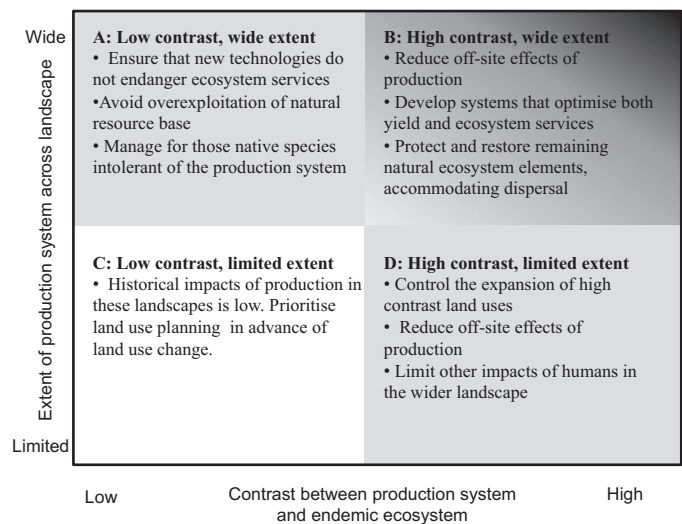 Wide
Extent of production system across landscape
Limited
A: Low contrast, wide extent
• Ensure that new technologies do
not endanger ecosystem services
•Avoid overexploitation of natural
resource base
• Manage for those native species
intolerant of the production system
B: High contrast, wide extent
• Reduce off-site effects of
production
• Develop systems that optimise both
yield and ecosystem services
• Protect and restore remaining
natural ecosystem elements,
accommodating dispersal
C: Low contrast, limited extent
• Historical impacts of production in
these landscapes is low. Prioritise
land use planning in advance of
land use change.
D: High contrast, limited extent
• Control the expansion of high
contrast land uses
• Reduce off-site effects of
production
• Limit other impacts of humans in
the wider landscape
Low
Contrast between production system
and endemic ecosystem
High